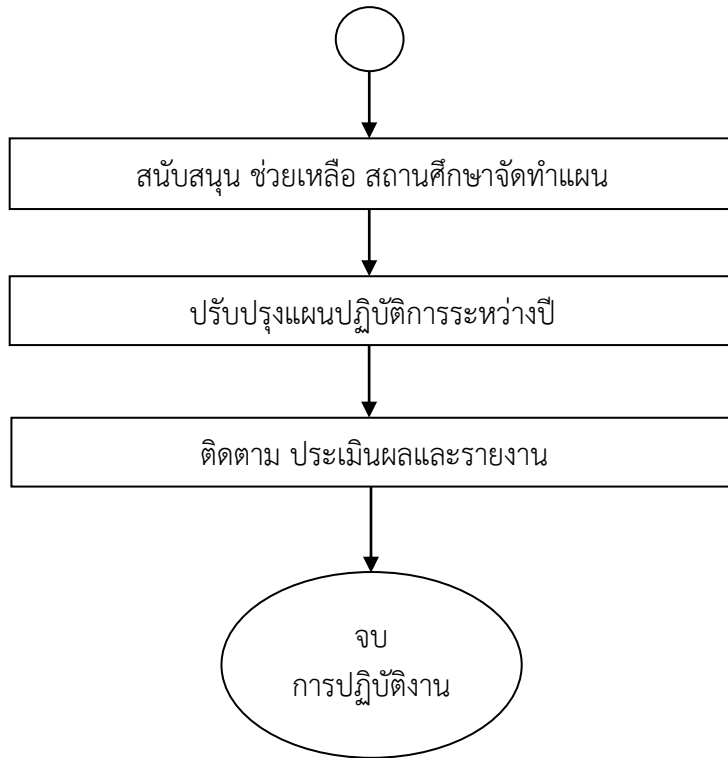 สนับสนุน ช่วยเหลือ สถานศึกษาจัดทำแผน
ปรับปรุงแผนปฏิบัติการระหว่างปี
ติดตาม ประเมินผลและรายงาน
จบ
การปฏิบัติงาน